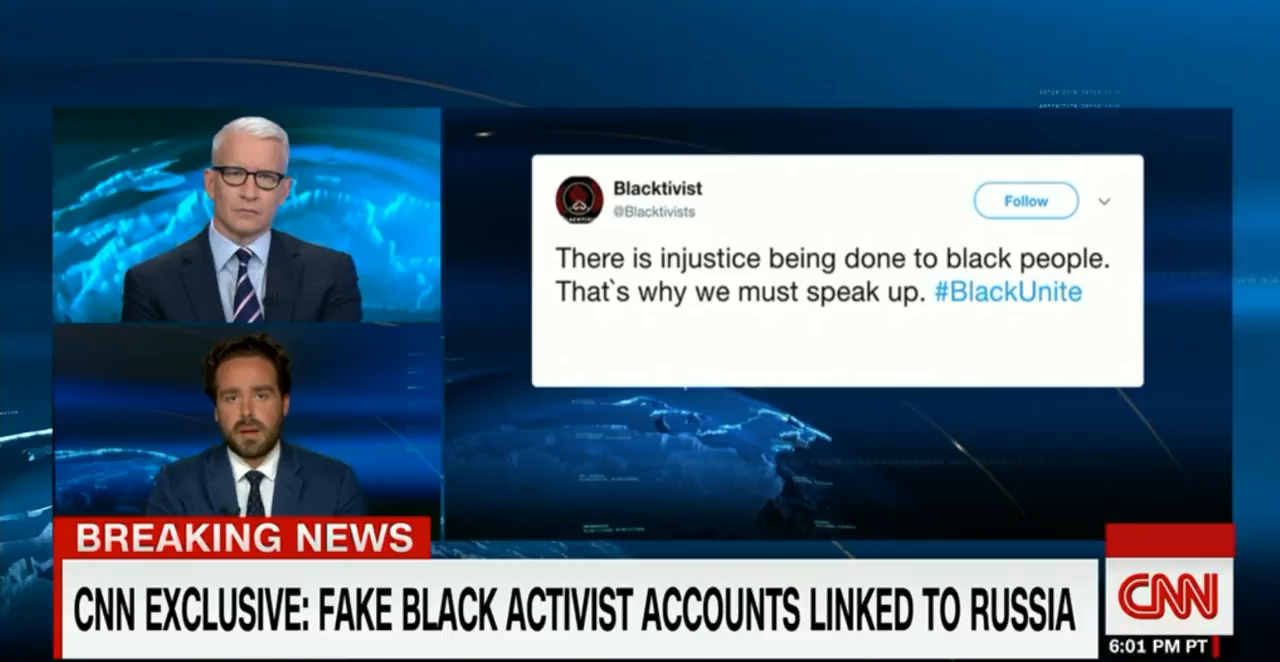 Blacktivist
@Blacktivists
Follow
There is injustice being done to black people.
That`s why we must speak up. #BlackUnite
BREAKING NEWS
CNN EXCLUSIVE: FAKE BLACK ACTIVIST ACCOUNTS LINKED TO RUSSIA
CNN
6:01 PM PT